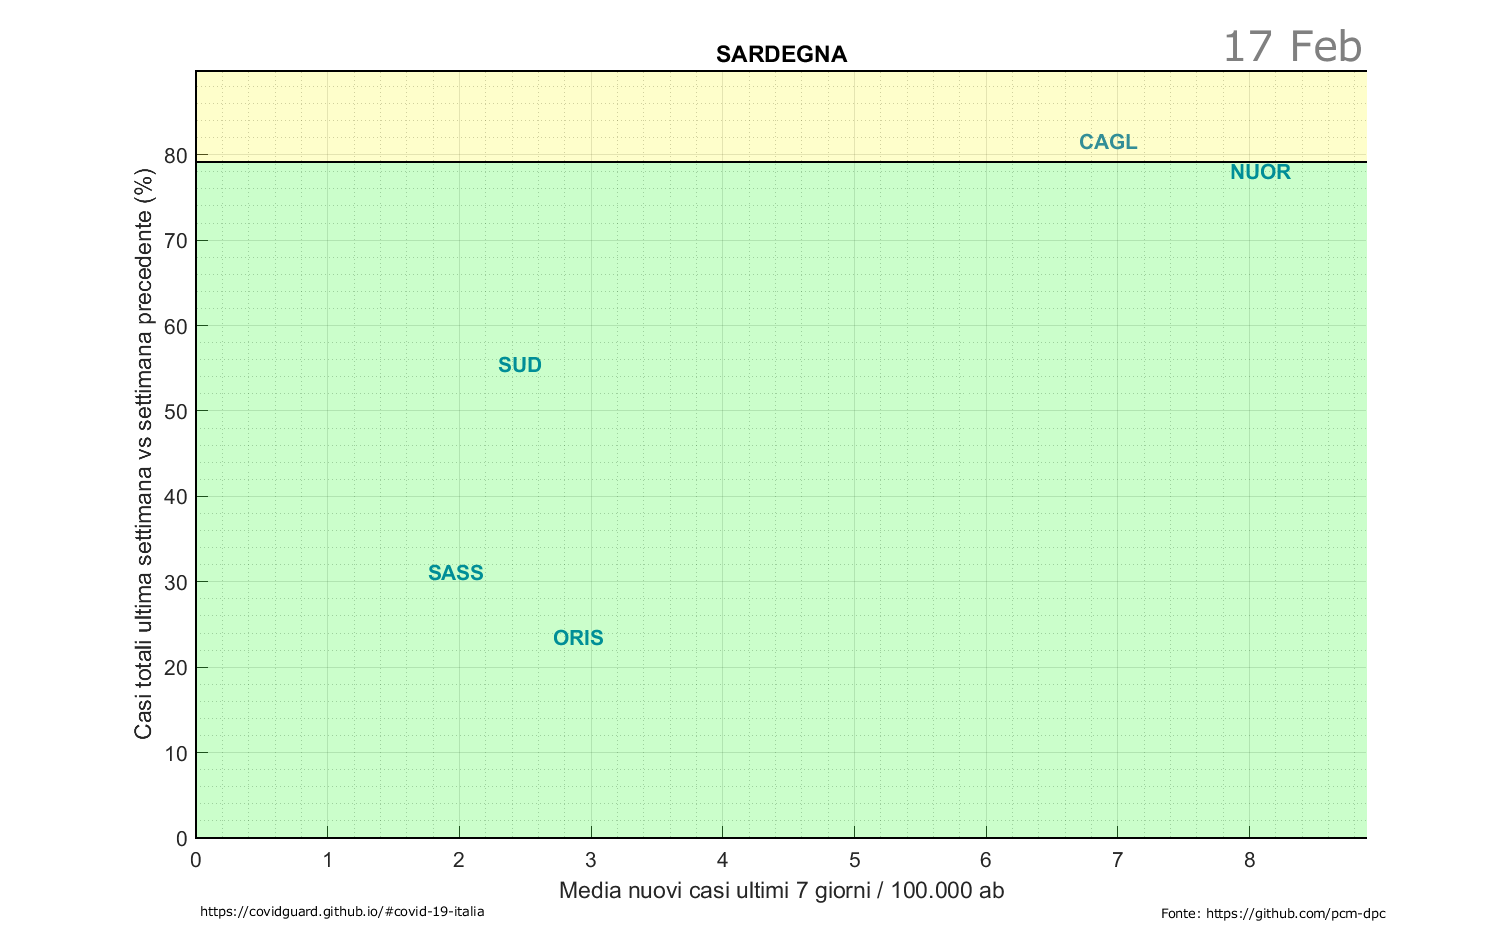 17 Feb
SARDEGNA
Casi totali ultima settimana vs settimana precedente (%)
80
70
60
50
40
30
20
10
0
CAGL
NUOR
SUD
SASS
ORIS
0 1 2 3 4 5 6 7 8
Media nuovi casi ultimi 7 giorni / 100.000 ab
https://covidguard.github.io/#covid-19-italia
Fonte: https://github.com/pcm-dpc